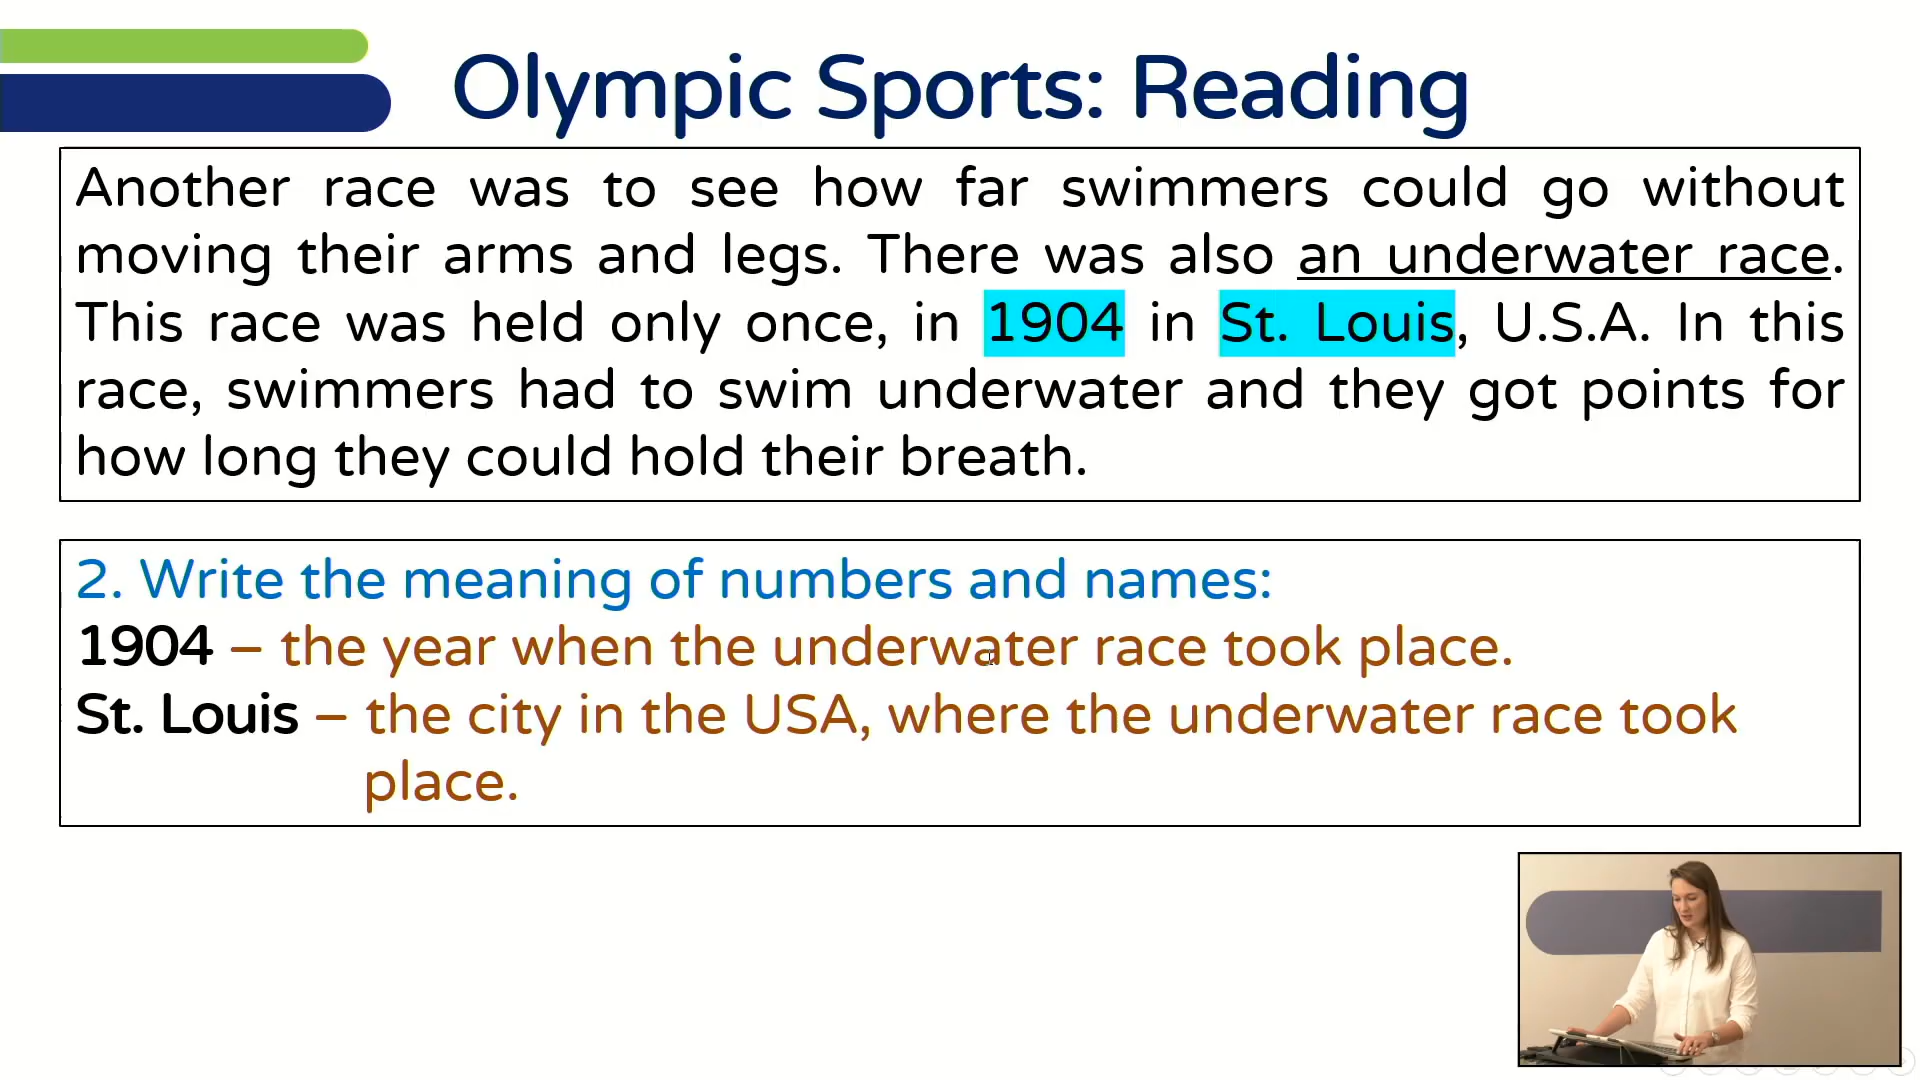 Olympic Sports: Reading
Another race was to see how far swimmers could go without
moving their arms and legs. There was also an underwater race.
This race was held only once, in 1904 in St. Louis, U.S.A. In this
race, swimmers had to swim underwater and they got points for
how long they could hold their breath.
2. Write the meaning of numbers and names:
1904 – the year when the underwater race took place.
St. Louis – the city in the USA, where the underwater race took
place.